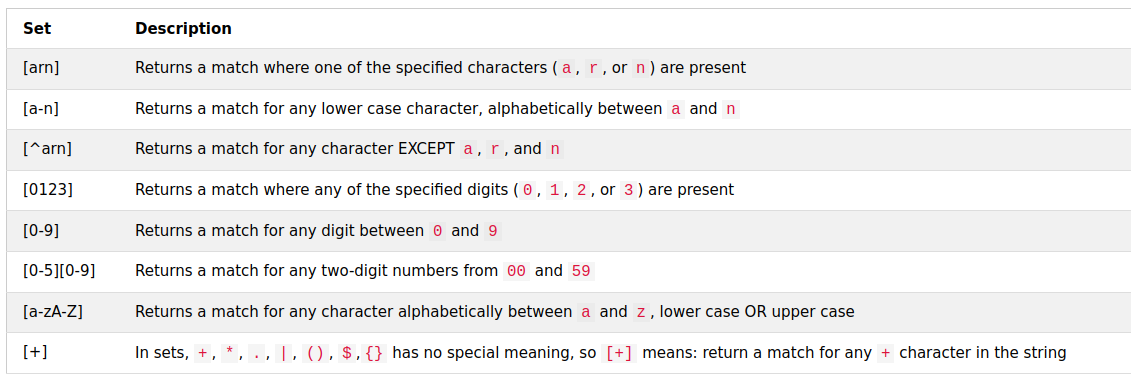 Set Description
[arn] Returns a match where one of the specified characters ( a , r , or n ) are present
[a-n] Returns a match for any lower case character, alphabetically between a and n
[^arn] Returns a match for any character EXCEPT a , r , and n
[0123] Returns a match where any of the specified digits ( 0 , 1 , 2 , or 3 ) are present
[0-9] Returns a match for any digit between 0 and 9
[0-5][0-9] Returns a match for any two-digit numbers from 00 and 59
[a-zA-Z] Returns a match for any character alphabetically between a and z , lower case OR upper case
[+] In sets, + , * , . , | , () , $ , {} has no special meaning, so [+] means: return a match for any + character in the string